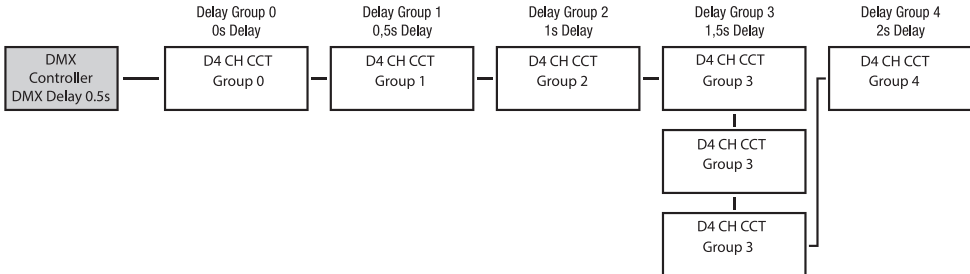 Delay Group 0
0s Delay
Delay Group 1
0,5s Delay
Delay Group 2
1s Delay
Delay Group 3
1,5s Delay
Delay Group 4
2s Delay
DMX
Controller
DMX Delay 0.5s
D4 CH CCT
Group 0
D4 CH CCT
Group 1
D4 CH CCT
Group 2
D4 CH CCT
Group 3
D4 CH CCT
Group 4
D4 CH CCT
Group 3
D4 CH CCT
Group 3